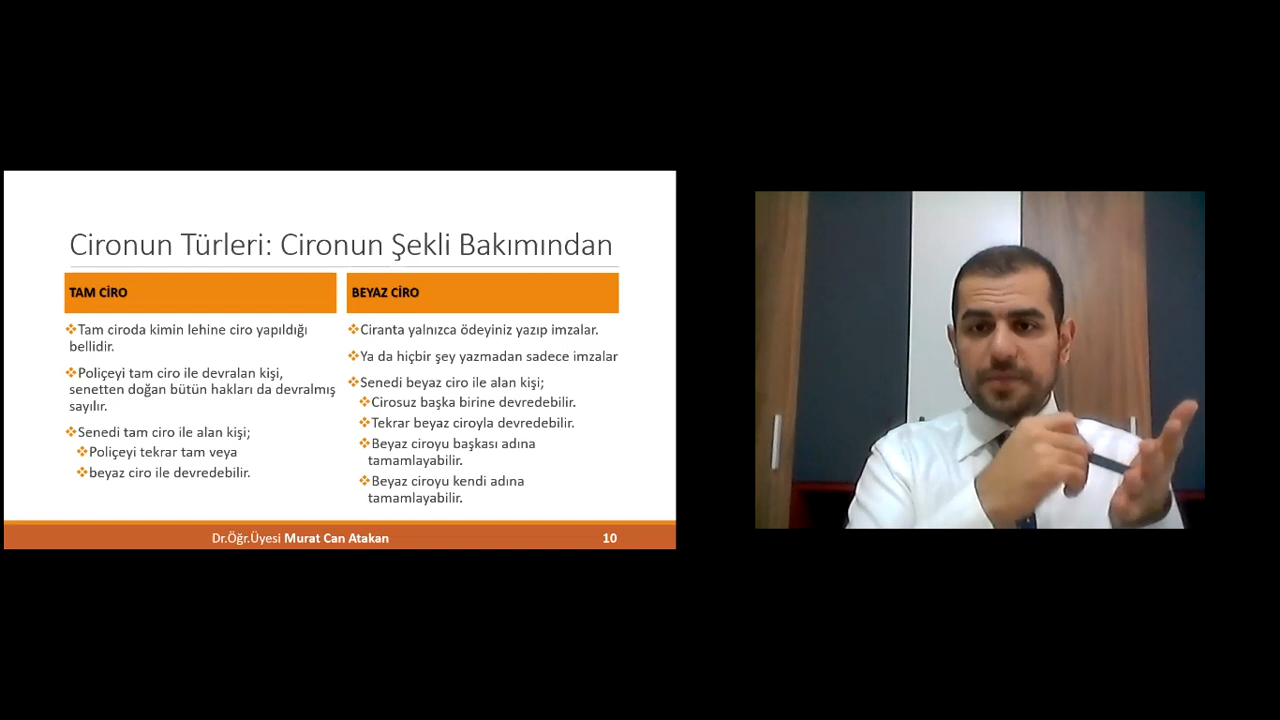 Cironun Türleri: Cironun Şekli Bakımından
TAM CİRO
Tam ciroda kimin lehine ciro yapıldığı
bellidir.
Poliçeyi tam ciro ile devralan kişi,
senetten doğan bütün hakları da devralmış
sayılır.
Senedi tam ciro ile alan kişi;
Poliçeyi tekrar tam veya
beyaz ciro ile devredebilir.
BEYAZ CİRO
Ciranta yalnızca ödeyiniz yazıp imzalar.
Ya da hiçbir şey yazmadan sadece imzalar
Senedi beyaz ciro ile alan kişi;
Cirosuz başka birine devredebilir.
Tekrar beyaz ciroyla devredebilir.
Beyaz ciroyu başkası adına
tamamlayabilir.
Beyaz ciroyu kendi adına
tamamlayabilir.
Dr.Öğr.Üyesi Murat Can Atakan
10